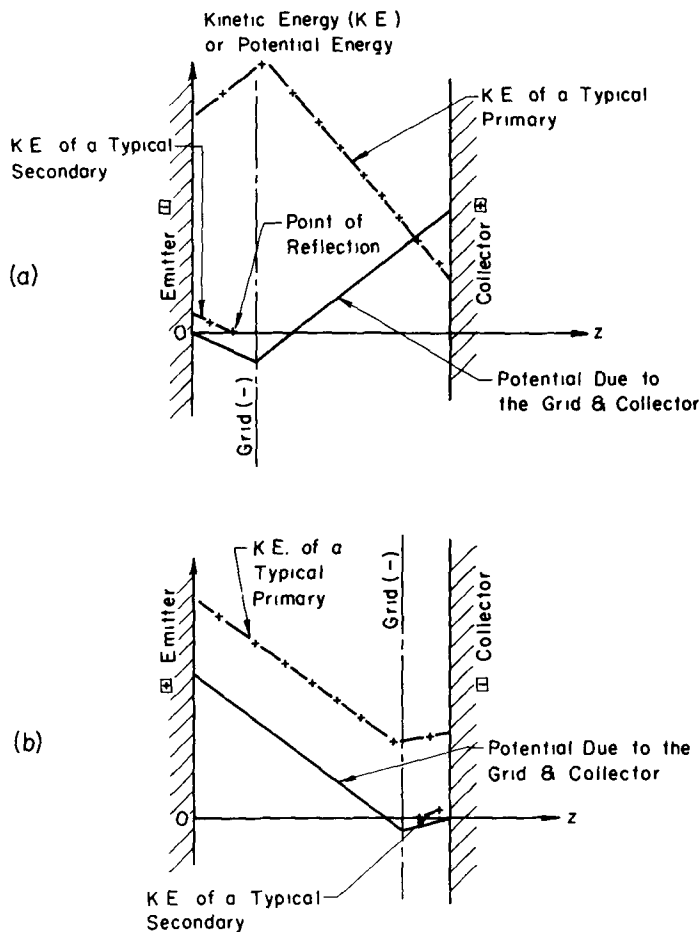 Kinetic Energy (K E)
or Potential Energy
K E of a Typical
Primary
K E of a Typical
Secondary
Point of
Reflection
Emitter
⊟
Collector
⊞
(a)
O
z
Grid (-)
Potential Due to
the Grid & Collector
K.E. of a
Typical
Primary
Grid (-)
Emitter
⊞
Collector
⊟
(b)
Potential Due to the
Grid & Collector
O
z
K E of a Typical
Secondary